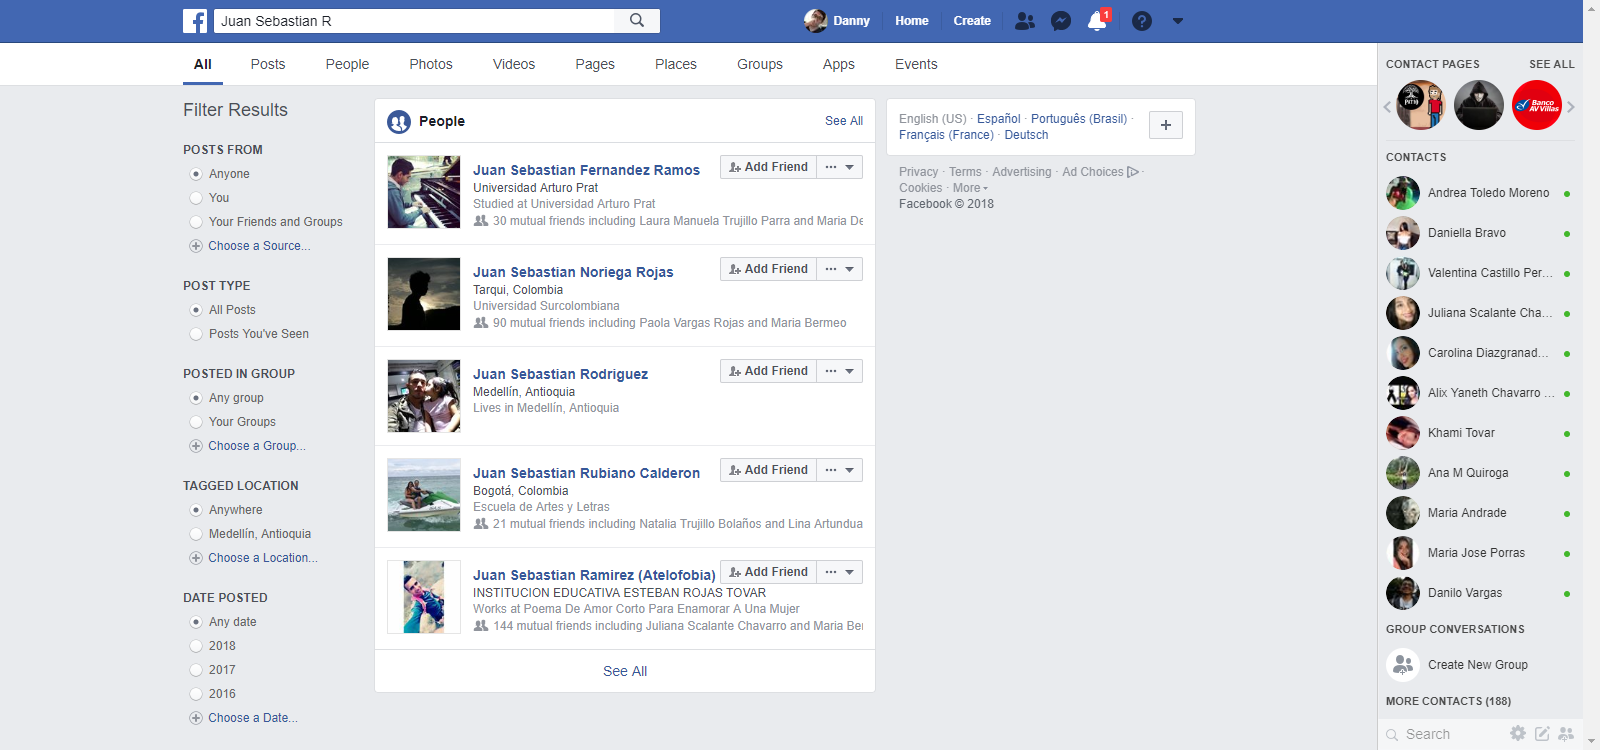 Juan Sebastian R
Danny
Home
Create
1
All
Posts
People
Photos
Videos
Pages
Places
Groups
Apps
Events
Filter Results
POSTS FROM
Anyone
You
Your Friends and Groups
Choose a Source...
POST TYPE
All Posts
Posts You've Seen
POSTED IN GROUP
Any group
Your Groups
Choose a Group...
TAGGED LOCATION
Anywhere
Medellín, Antioquia
Choose a Location...
DATE POSTED
Any date
2018
2017
2016
Choose a Date...
People
See All
Juan Sebastian Fernandez Ramos
Add Friend
Universidad Arturo Prat
Studied at Universidad Arturo Prat
30 mutual friends including Laura Manuela Trujillo Parra and Maria De
Juan Sebastian Noriega Rojas
Add Friend
Tarqui, Colombia
Universidad Surcolombiana
90 mutual friends including Paola Vargas Rojas and Maria Bermeo
Juan Sebastian Rodriguez
Add Friend
Medellín, Antioquia
Lives in Medellín, Antioquia
Juan Sebastian Rubiano Calderon
Add Friend
Bogotá, Colombia
Escuela de Artes y Letras
21 mutual friends including Natalia Trujillo Bolaños and Lina Artundua
Juan Sebastian Ramirez (Atelofobia)
Add Friend
INSTITUCION EDUCATIVA ESTEBAN ROJAS TOVAR
Works at Poema De Amor Corto Para Enamorar A Una Mujer
144 mutual friends including Juliana Scalante Chavarro and Maria Ber
See All
English (US) · Español · Português (Brasil) ·
Français (France) · Deutsch
Privacy · Terms · Advertising · Ad Choices ·
Cookies · More
Facebook © 2018
CONTACT PAGES
SEE ALL
Banco
AV Villas
CONTACTS
Andrea Toledo Moreno
Daniella Bravo
Valentina Castillo Per...
Juliana Scalante Cha...
Carolina Diazgranad...
Alix Yaneth Chavarro ...
Khami Tovar
Ana M Quiroga
Maria Andrade
Maria Jose Porras
Danilo Vargas
GROUP CONVERSATIONS
Create New Group
MORE CONTACTS (188)
Search